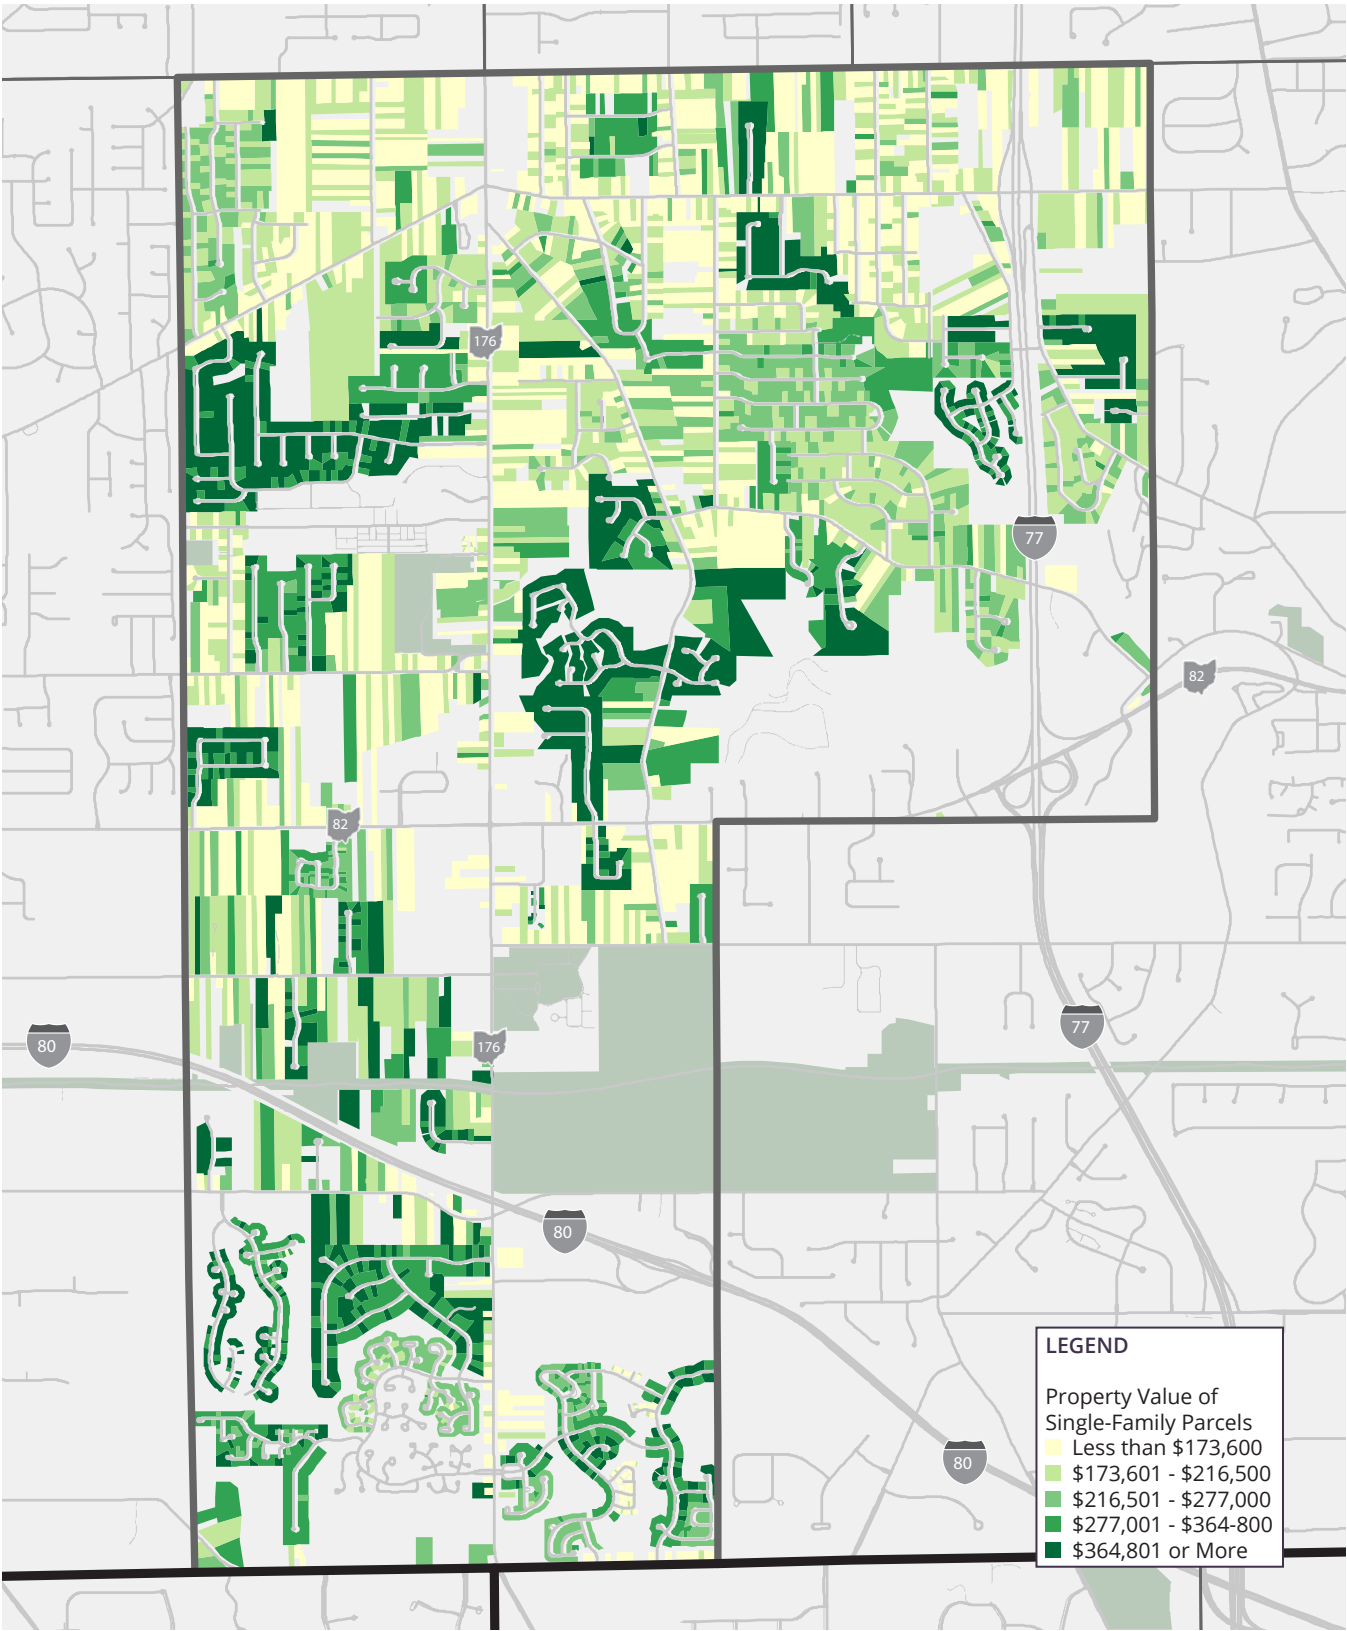 176
77
82
82
80
176
77
80
80
LEGEND
Property Value of
Single-Family Parcels
Less than $173,600
$173,601 - $216,500
$216,501 - $277,000
$277,001 - $364-800
$364,801 or More